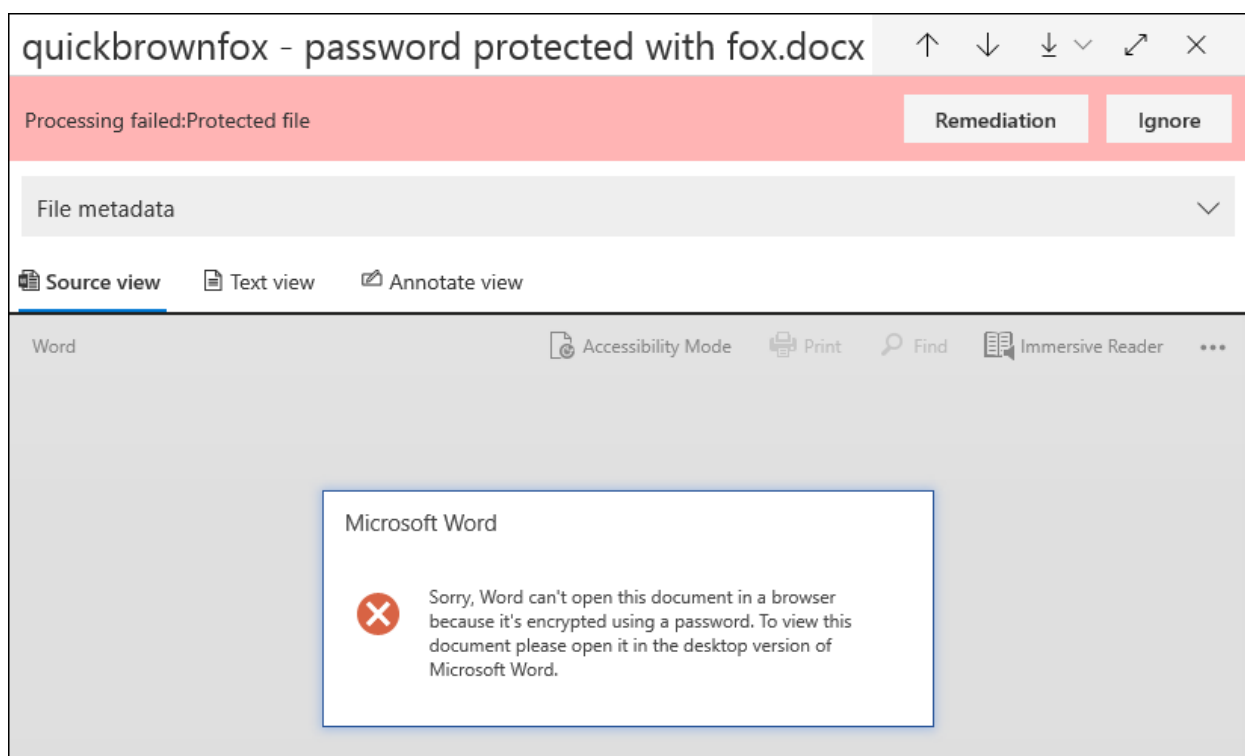 quickbrownfox - password protected with fox.docx
Processing failed:Protected file
Remediation
Ignore
File metadata
Source view
Text view
Annotate view
Word
Accessibility Mode
Print
Find
Immersive Reader
Microsoft Word
Sorry, Word can't open this document in a browser
because it's encrypted using a password. To view this
document please open it in the desktop version of
Microsoft Word.